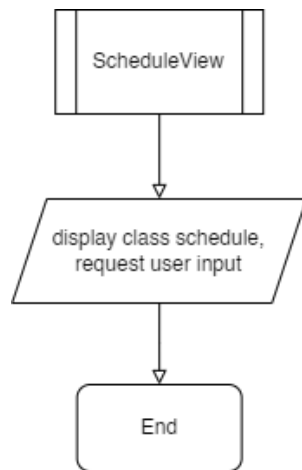 ScheduleView
display class schedule,
request user input
End